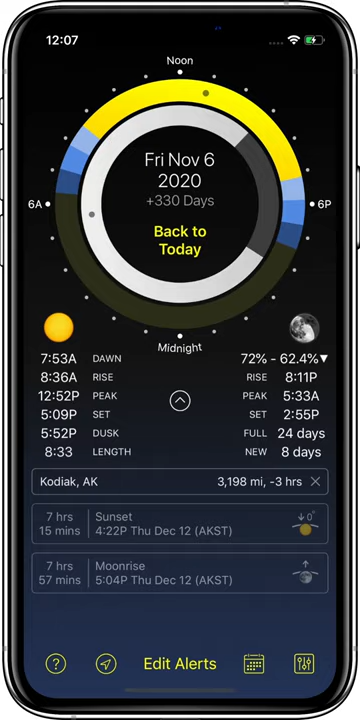 12:07
Noon
Fri Nov 6
2020
+330 Days
Back to
Today
6A
6P
Midnight
7:53A DAWN 72% - 62.4%▼
8:36A RISE RISE 8:11P
12:52P PEAK PEAK 5:33A
5:09P SET SET 2:55P
5:52P DUSK FULL 24 days
8:33 LENGTH NEW 8 days
Kodiak, AK 3,198 mi, -3 hrs ×
7 hrs Sunset ↓0°
15 mins 4:22P Thu Dec 12 (AKST)
7 hrs Moonrise
57 mins 5:04P Thu Dec 12 (AKST)
? Edit Alerts